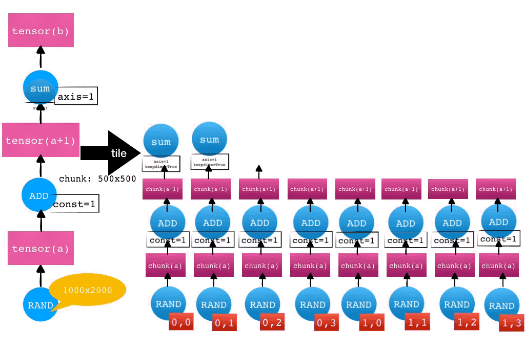 tensor(b)
sum
axis=1
tensor(a+1)
tile
chunk: 500x500
ADD
const=1
tensor(a)
1000x2000
RAND
sum sum
axis=1 axis=1
keepdims=True keepdims=True
chunk(a+1) chunk(a+1) chunk(a+1) chunk(a+1) chunk(a+1) chunk(a+1) chunk(a+1) chunk(a+1)
ADD ADD ADD ADD ADD ADD ADD ADD
const=1 const=1 const=1 const=1 const=1 const=1 const=1 const=1
chunk(a) chunk(a) chunk(a) chunk(a) chunk(a) chunk(a) chunk(a) chunk(a)
RAND RAND RAND RAND RAND RAND RAND RAND
0,0 0,1 0,2 0,3 1,0 1,1 1,2 1,3